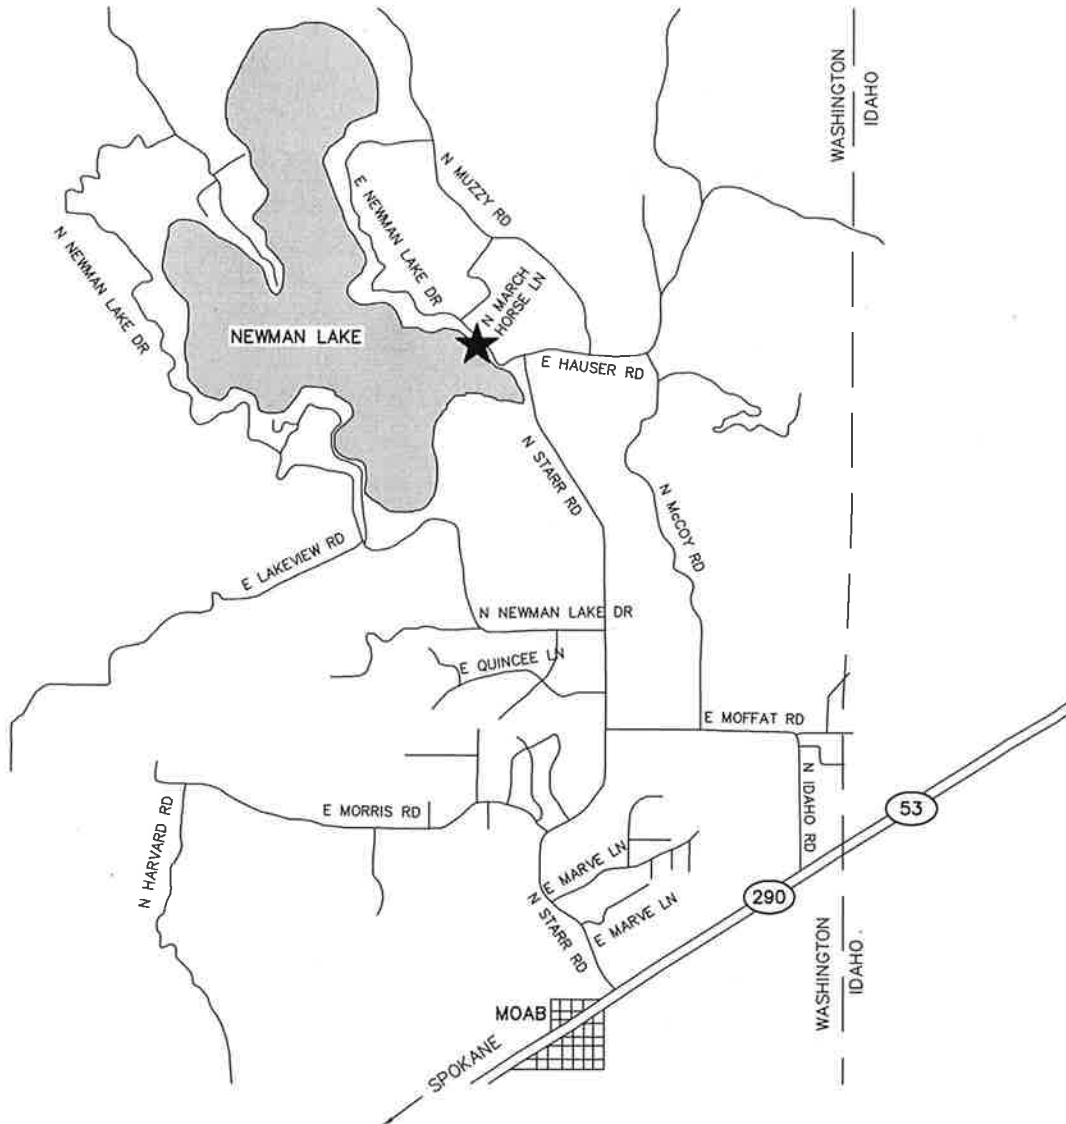 WASHINGTON
IDAHO
N MUZZY RD
E NEWMAN LAKE DR
N NEWMAN LAKE DR
N MARCH
HORSE LN
NEWMAN LAKE
E HAUSER RD
N STARR RD
N McCOY RD
E LAKEVIEW RD
N NEWMAN LAKE DR
E QUINCEE LN
E MOFFAT RD
N IDAHO RD
53
E MORRIS RD
N HARVARD RD
E MARVE LN
290
E MARVE LN
N STARR RD
WASHINGTON
IDAHO
MOAB
SPOKANE